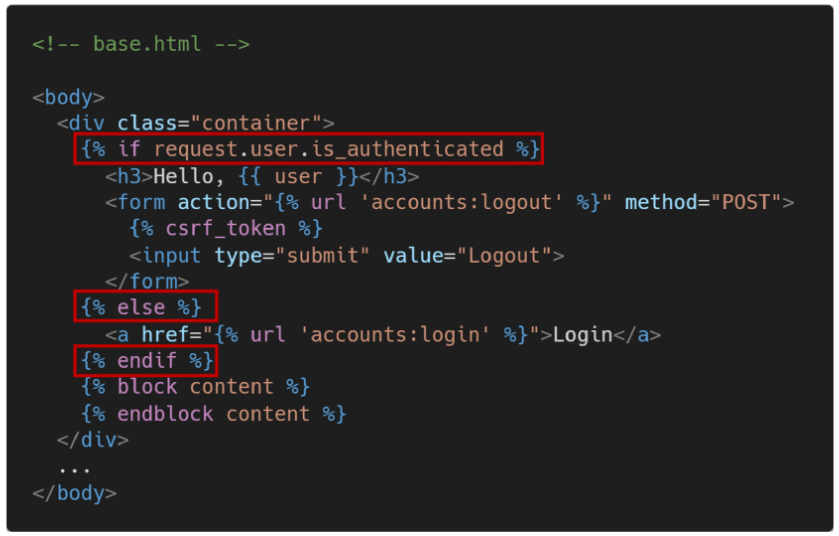 <!-- base.html -->
<body>
<div class="container">
{% if request.user.is_authenticated %}
<h3>Hello, {{ user }}</h3>
<form action="{% url 'accounts:logout' %}" method="POST">
{% csrf_token %}
<input type="submit" value="Logout">
</form>
{% else %}
<a href="{% url 'accounts:login' %}">Login</a>
{% endif %}
{% block content %}
{% endblock content %}
</div>
...
</body>